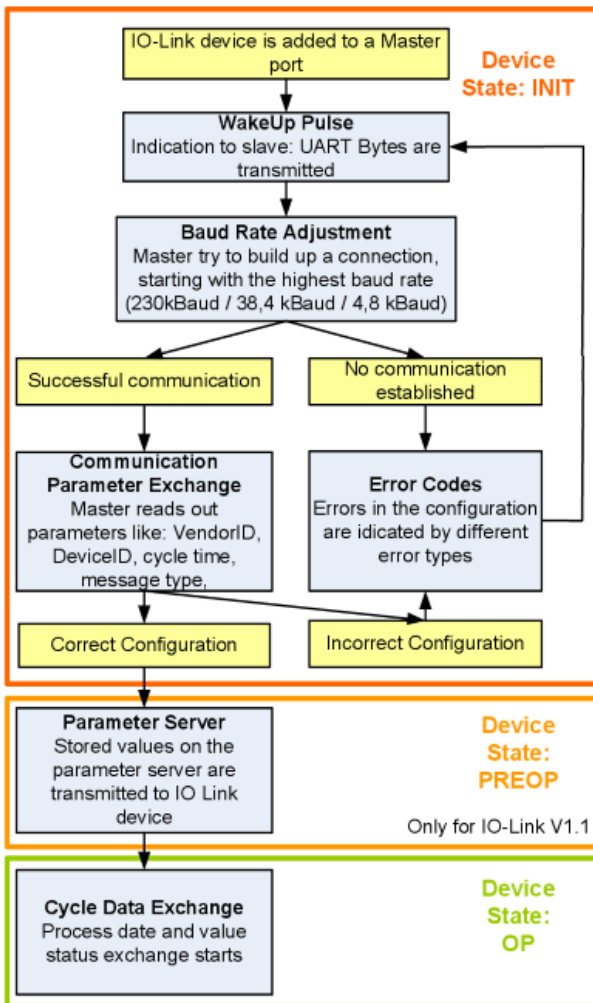 IO-Link device is added to a Master
port
Device
State: INIT
WakeUp Pulse
Indication to slave: UART Bytes are
transmitted
Baud Rate Adjustment
Master try to build up a connection,
starting with the highest baud rate
(230kBaud / 38,4 kBaud / 4,8 kBaud)
Successful communication
No communication
established
Communication
Parameter Exchange
Master reads out
parameters like: VendorID,
DeviceID, cycle time,
message type,
Error Codes
Errors in the configuration
are idicated by different
error types
Correct Configuration
Incorrect Configuration
Parameter Server
Stored values on the
parameter server are
transmitted to IO Link
device
Device
State:
PREOP
Only for IO-Link V1.1
Cycle Data Exchange
Process date and value
status exchange starts
Device
State:
OP